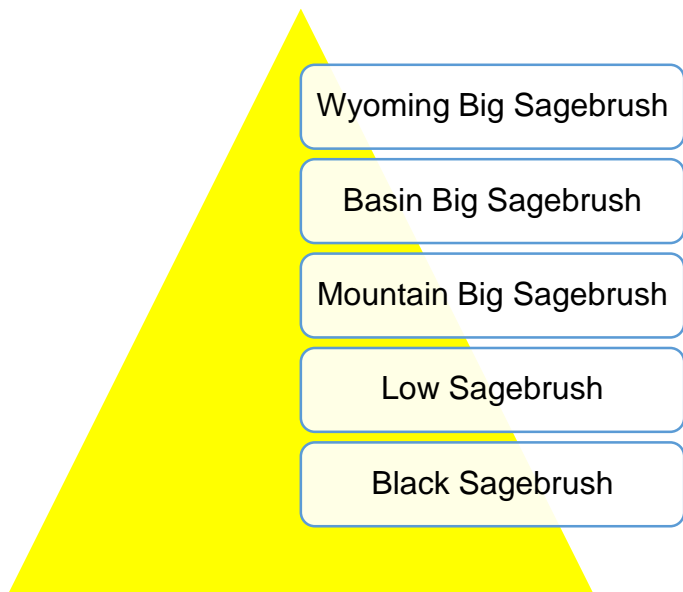 Wyoming Big Sagebrush
Basin Big Sagebrush
Mountain Big Sagebrush
Low Sagebrush
Black Sagebrush